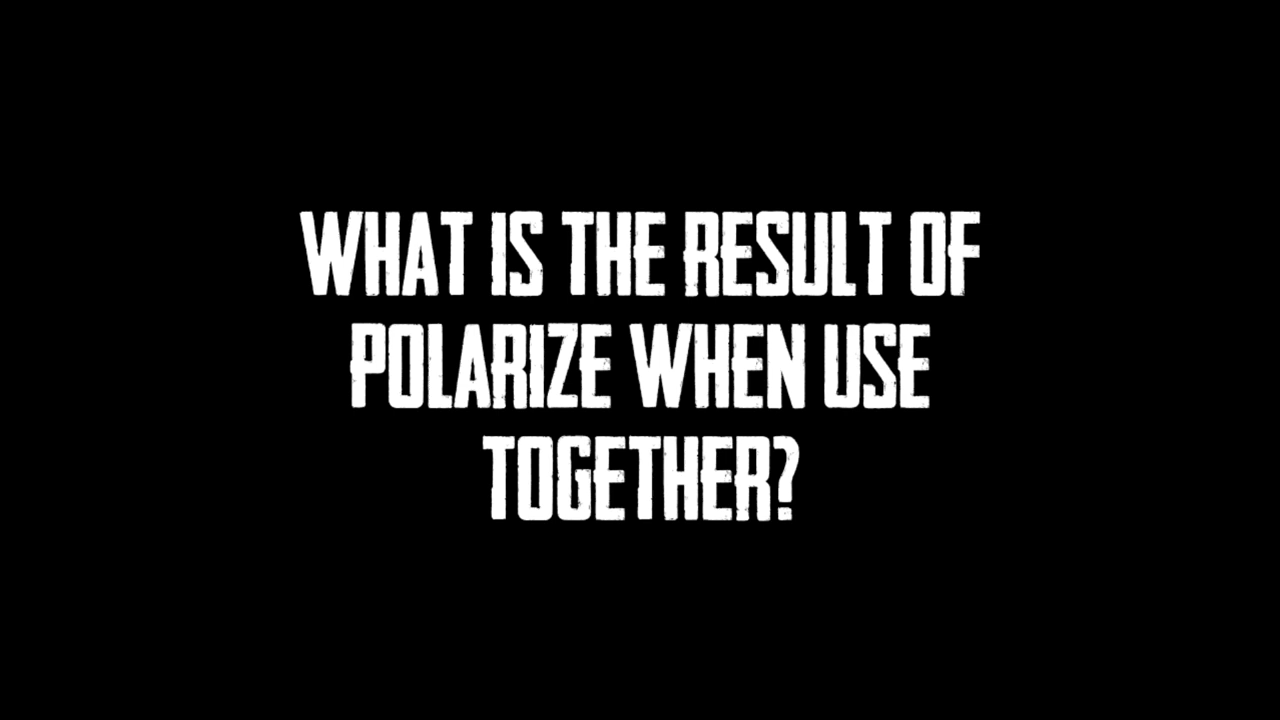 WHAT IS THE RESULT OF
POLARIZE WHEN USE
TOGETHER?